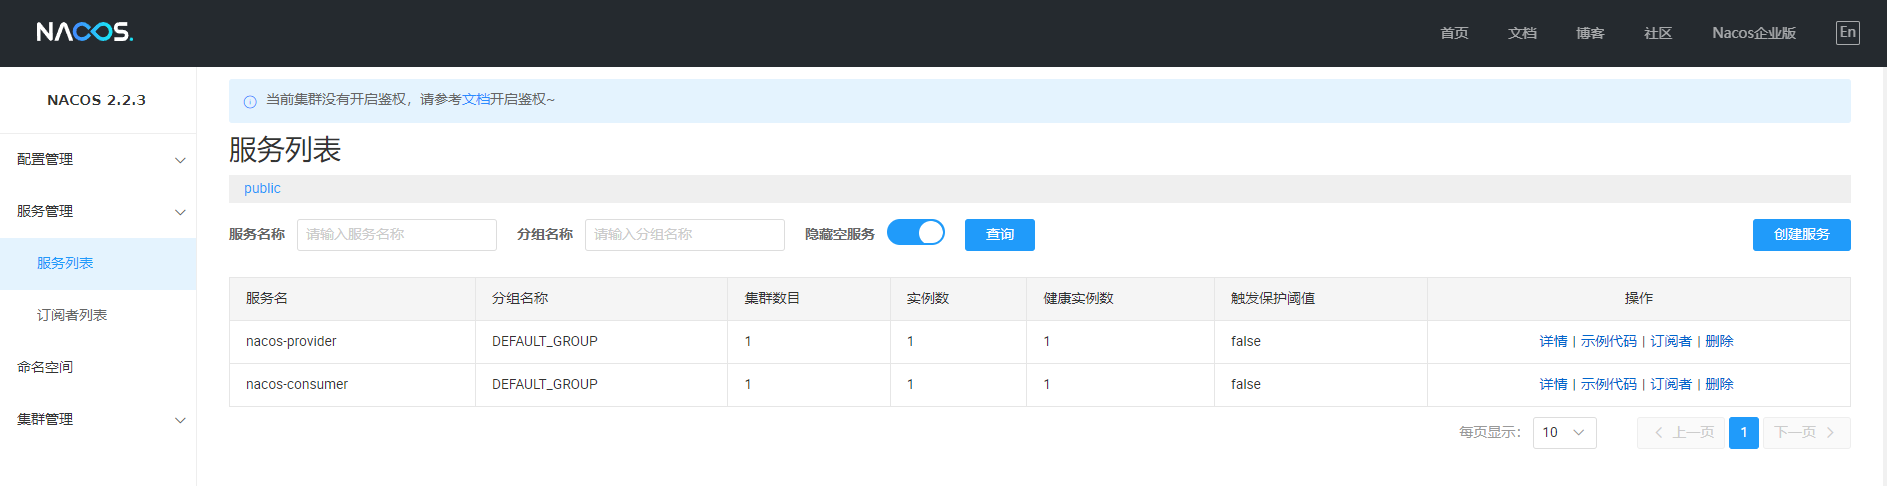 NACOS.
首页 文档 博客 社区 Nacos企业版 En
NACOS 2.2.3
配置管理
服务管理
服务列表
订阅者列表
命名空间
集群管理
当前集群没有开启鉴权，请参考文档开启鉴权~
服务列表
public
服务名称 请输入服务名称 分组名称 请输入分组名称 隐藏空服务 查询 创建服务
服务名 分组名称 集群数目 实例数 健康实例数 触发保护阈值 操作
nacos-provider DEFAULT_GROUP 1 1 1 false 详情 | 示例代码 | 订阅者 | 删除
nacos-consumer DEFAULT_GROUP 1 1 1 false 详情 | 示例代码 | 订阅者 | 删除
每页显示： 10 上一页 1 下一页